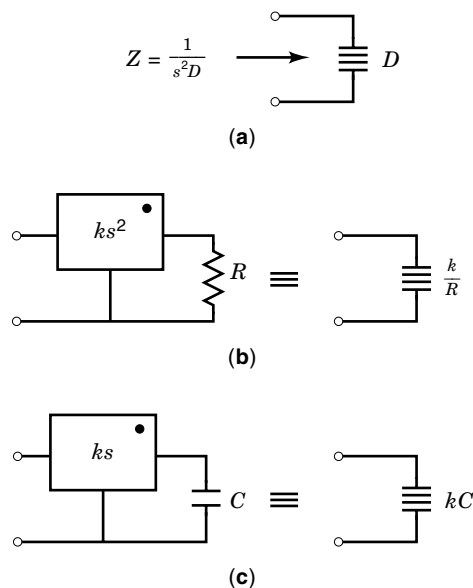 Z = 1/s²D
D
(a)
ks²
R
k/R
(b)
ks
C
kC
(c)